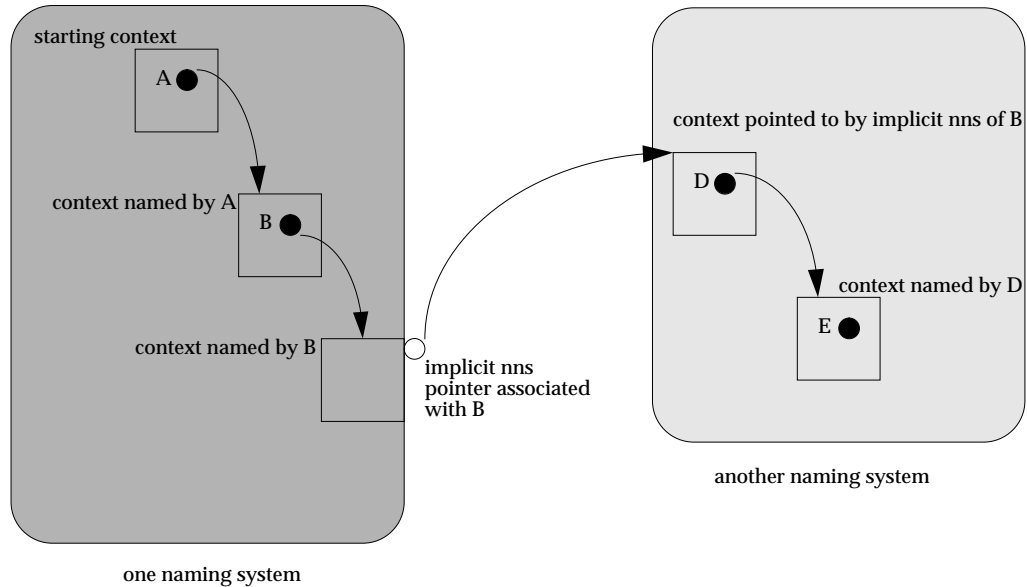 starting context
A
context named by A
B
context named by B
implicit nns
pointer associated
with B
one naming system
context pointed to by implicit nns of B
D
context named by D
E
another naming system